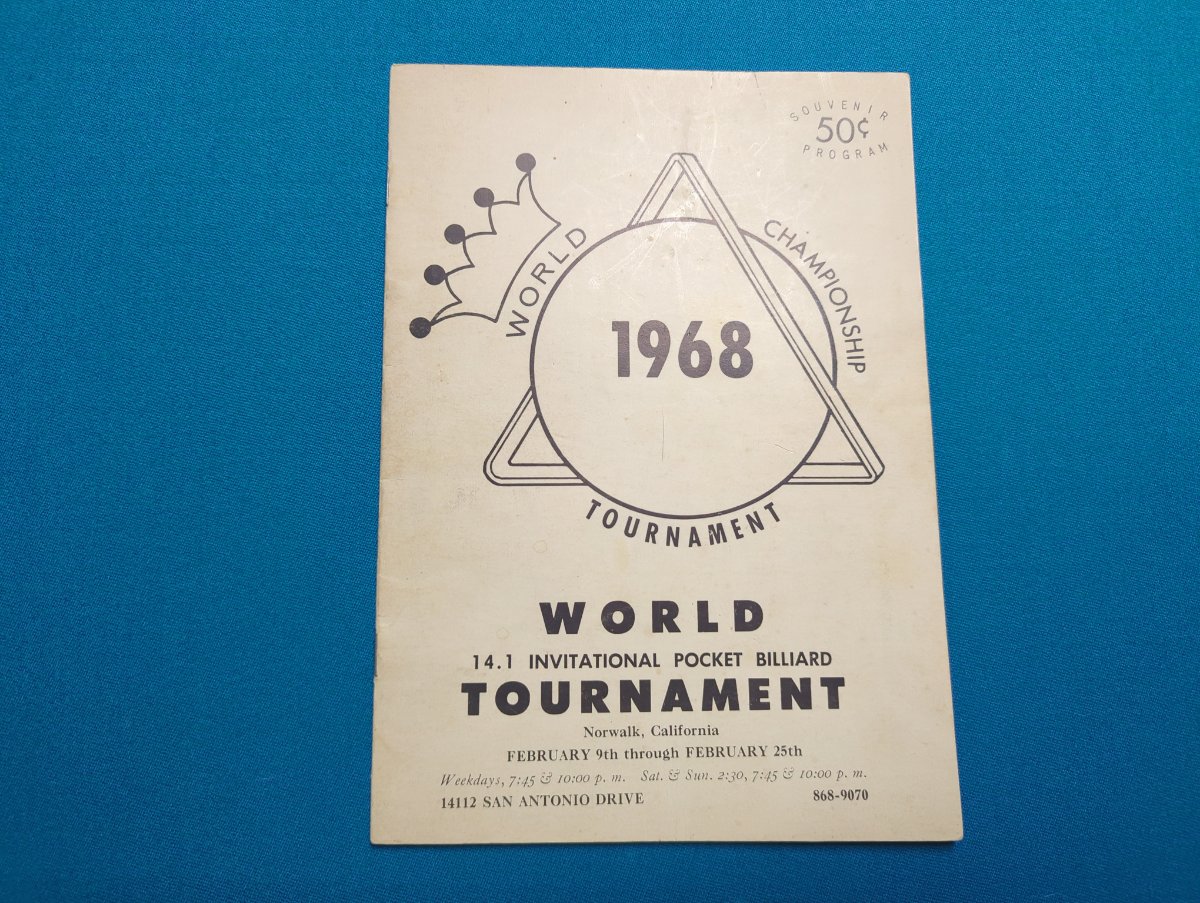 SOUVENIR
50¢
PROGRAM
WORLD
CHAMPIONSHIP
1968
TOURNAMENT
WORLD
14.1 INVITATIONAL POCKET BILLIARD
TOURNAMENT
Norwalk, California
FEBRUARY 9th through FEBRUARY 25th
Weekdays, 7:45 & 10:00 p. m. Sat. & Sun. 2:30, 7:45 & 10:00 p. m.
14112 SAN ANTONIO DRIVE 868-9070